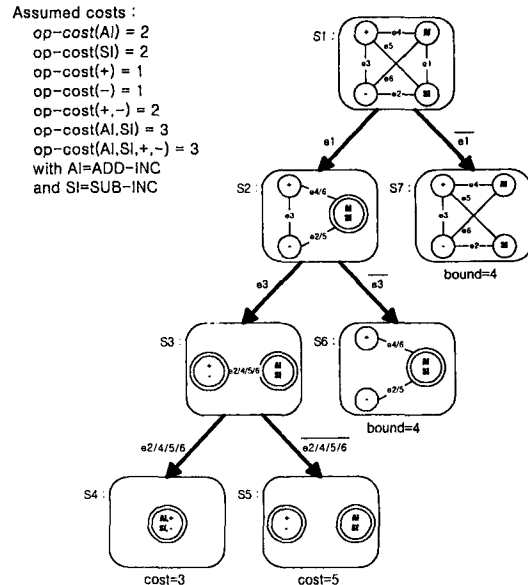 Assumed costs :
op-cost(AI) = 2
op-cost(SI) = 2
op-cost(+) = 1
op-cost(-) = 1
op-cost(+,-) = 2
op-cost(AI,SI) = 3
op-cost(AI,SI,+,-) = 3
with AI=ADD-INC
and SI=SUB-INC
S1 :
+
e4
AI
e5
e3
e1
e6
-
e2
SI
e1
e1
S2 :
+
e4/6
e3
AI
SI
-
e2/5
S7 :
+
e4
AI
e5
e3
e6
-
e2
SI
bound=4
e3
e3
S3 :
+
-
e2/4/5/6
AI
SI
S6 :
+
e4/6
AI
SI
-
e2/5
bound=4
e2/4/5/6
e2/4/5/6
S4 :
AI,+
SI,-
cost=3
S5 :
+
-
AI
SI
cost=5